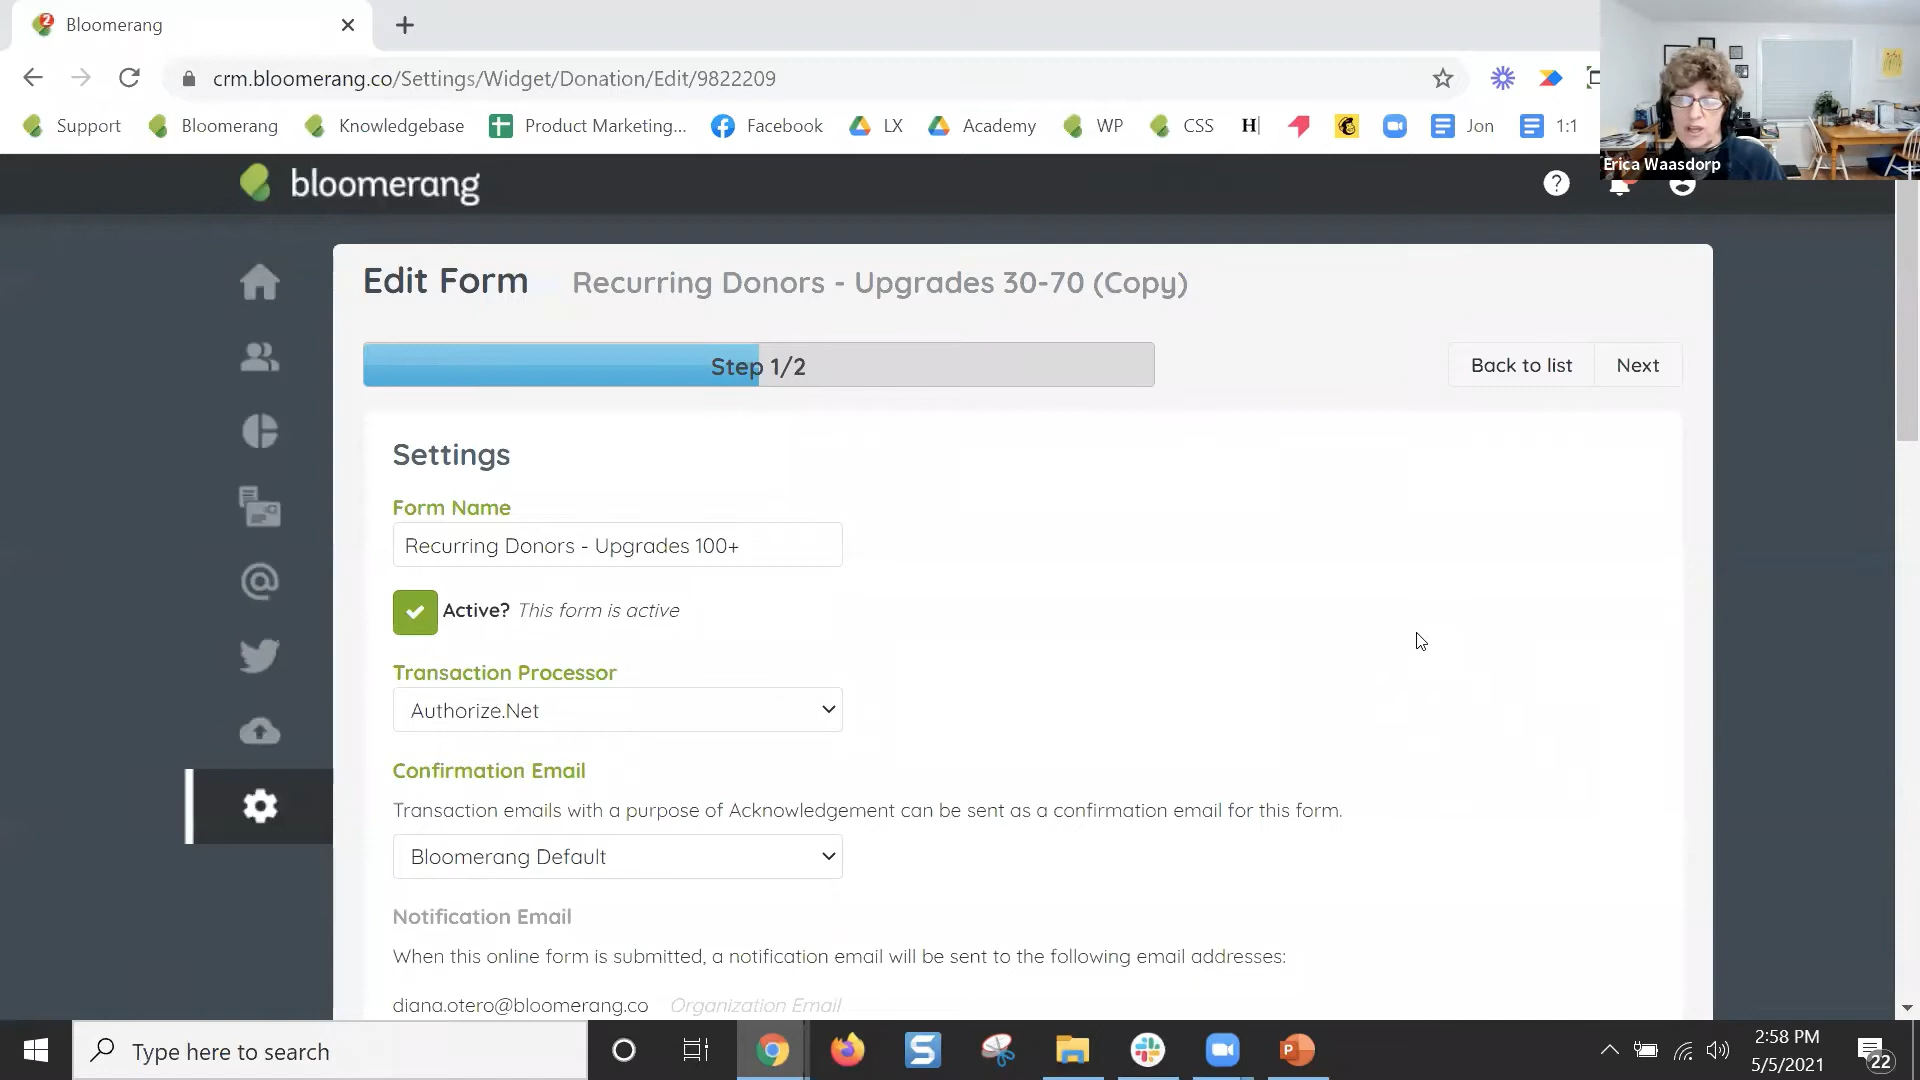 Bloomerang
crm.bloomerang.co/Settings/Widget/Donation/Edit/9822209
Support Bloomerang Knowledgebase Product Marketing... Facebook LX Academy WP CSS H Jon 1:1
Erica Waasdorp
bloomerang
Edit Form Recurring Donors - Upgrades 30-70 (Copy)
Step 1/2
Back to list Next
Settings
Form Name
Recurring Donors - Upgrades 100+
Active? This form is active
Transaction Processor
Authorize.Net
Confirmation Email
Transaction emails with a purpose of Acknowledgement can be sent as a confirmation email for this form.
Bloomerang Default
Notification Email
When this online form is submitted, a notification email will be sent to the following email addresses:
diana.otero@bloomerang.co Organization Email
Type here to search
2:58 PM
5/5/2021
22